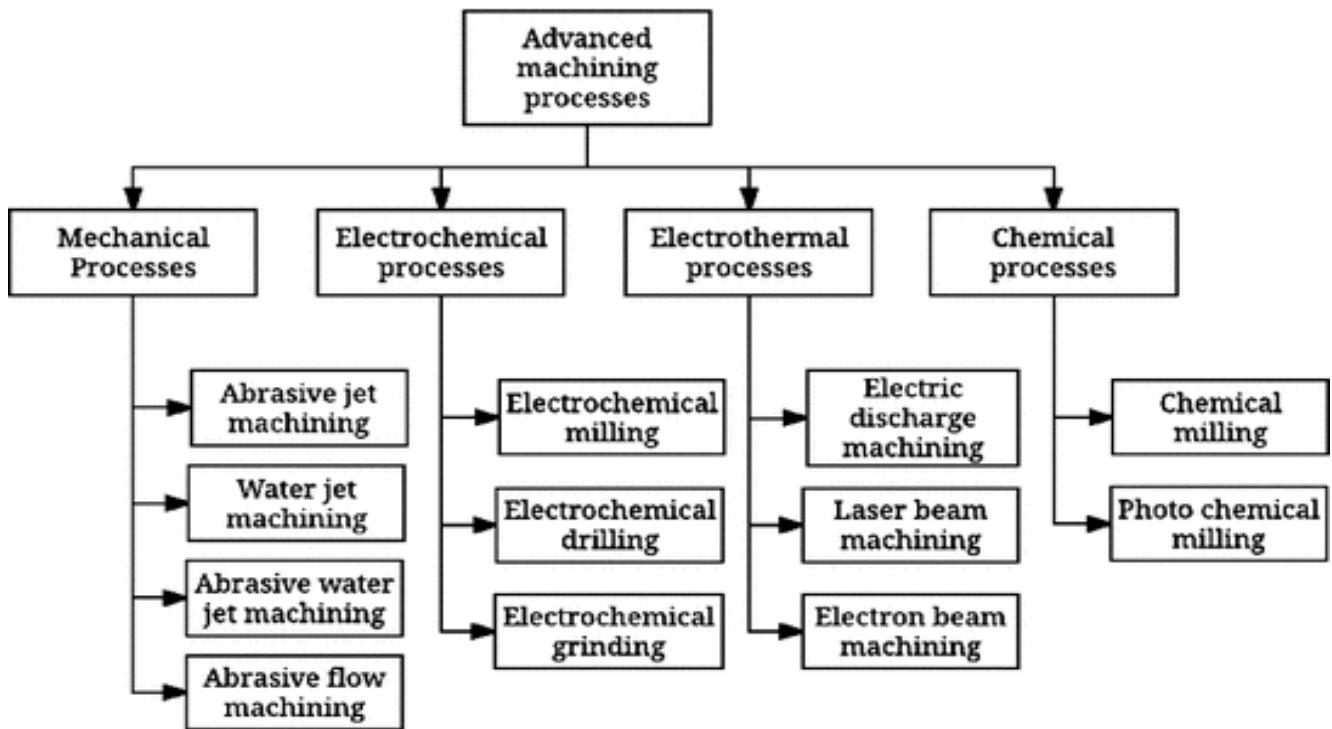 Advanced
machining
processes
Mechanical
Processes
Electrochemical
processes
Electrothermal
processes
Chemical
processes
Abrasive jet
machining
Water jet
machining
Abrasive water
jet machining
Abrasive flow
machining
Electrochemical
milling
Electrochemical
drilling
Electrochemical
grinding
Electric
discharge
machining
Laser beam
machining
Electron beam
machining
Chemical
milling
Photo chemical
milling